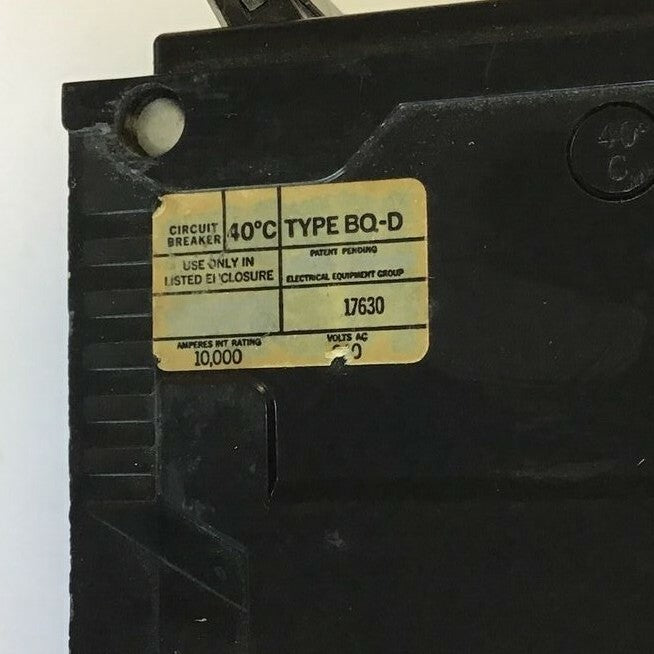 CIRCUIT BREAKER
40°C
TYPE BQ-D
PATENT PENDING
USE ONLY IN
LISTED ENCLOSURE
ELECTRICAL EQUIPMENT GROUP
17630
AMPERES INT RATING
10,000
VOLTS AC
40°
C